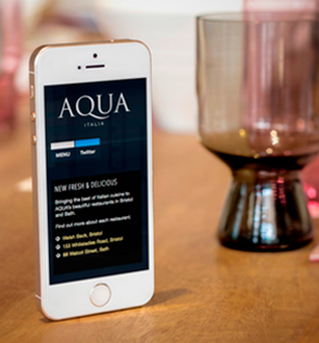 AQUA
ITALIA
MENU Twitter
NEW FRESH & DELICIOUS
Bringing the best of Italian cuisine to
AQUA's beautiful restaurants in Bristol
and Bath.
Find out more about each restaurant
Welsh Back, Bristol
153 Whiteladies Road, Bristol
88 Walcot Street, Bath